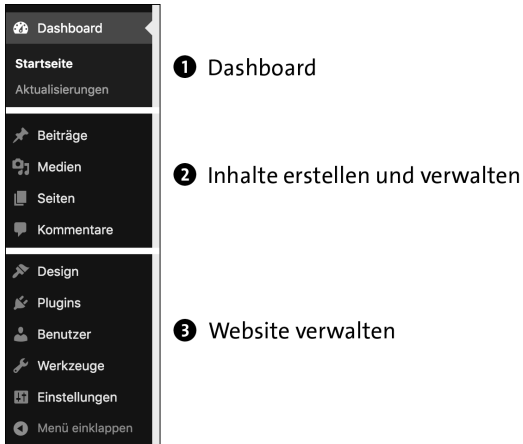 Dashboard
Startseite
Aktualisierungen
❶ Dashboard
Beiträge
Medien
Seiten
Kommentare
❷ Inhalte erstellen und verwalten
Design
Plugins
Benutzer
Werkzeuge
Einstellungen
Menü einklappen
❸ Website verwalten